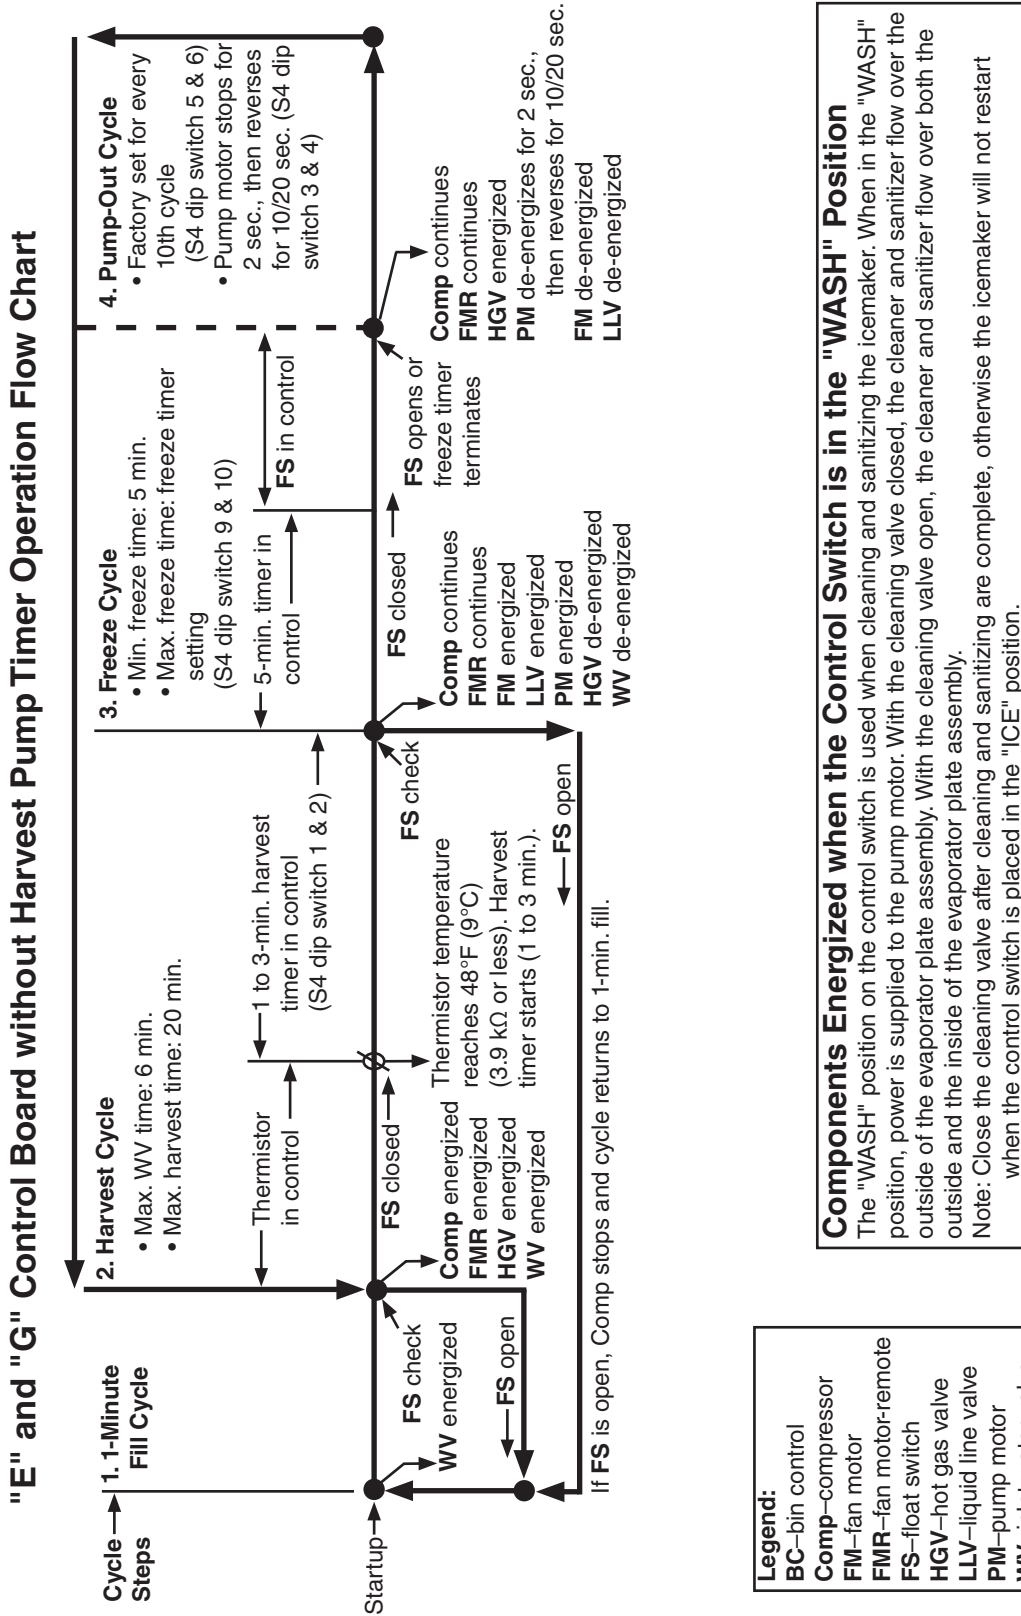 "E" and "G" Control Board without Harvest Pump Timer Operation Flow Chart
Cycle
Steps
1. 1-Minute
Fill Cycle
2. Harvest Cycle
• Max. WV time: 6 min.
• Max. harvest time: 20 min.
3. Freeze Cycle
• Min. freeze time: 5 min.
• Max. freeze time: freeze timer
setting
(S4 dip switch 9 & 10)
4. Pump-Out Cycle
• Factory set for every
10th cycle
(S4 dip switch 5 & 6)
• Pump motor stops for
2 sec., then reverses
for 10/20 sec. (S4 dip
switch 3 & 4)
Thermistor
in control
1 to 3-min. harvest
timer in control
(S4 dip switch 1 & 2)
5-min. timer in
control
FS in control
Startup
FS check
WV energized
FS open
FS closed
Comp energized
FMR energized
HGV energized
WV energized
Thermistor temperature
reaches 48°F (9°C)
(3.9 kΩ or less). Harvest
timer starts (1 to 3 min.).
FS check
FS open
FS closed
Comp continues
FMR continues
FM energized
LLV energized
PM energized
HGV de-energized
WV de-energized
FS opens or
freeze timer
terminates
Comp continues
FMR continues
HGV energized
PM de-energizes for 2 sec.,
then reverses for 10/20 sec.
FM de-energized
LLV de-energized
If FS is open, Comp stops and cycle returns to 1-min. fill.
Legend:
BC–bin control
Comp–compressor
FM–fan motor
FMR–fan motor-remote
FS–float switch
HGV–hot gas valve
LLV–liquid line valve
PM–pump motor
Components Energized when the Control Switch is in the "WASH" Position
The "WASH" position on the control switch is used when cleaning and sanitizing the icemaker. When in the "WASH"
position, power is supplied to the pump motor. With the cleaning valve closed, the cleaner and sanitizer flow over the
outside of the evaporator plate assembly. With the cleaning valve open, the cleaner and sanitizer flow over both the
outside and the inside of the evaporator plate assembly.
Note: Close the cleaning valve after cleaning and sanitizing are complete, otherwise the icemaker will not restart
when the control switch is placed in the "ICE" position.